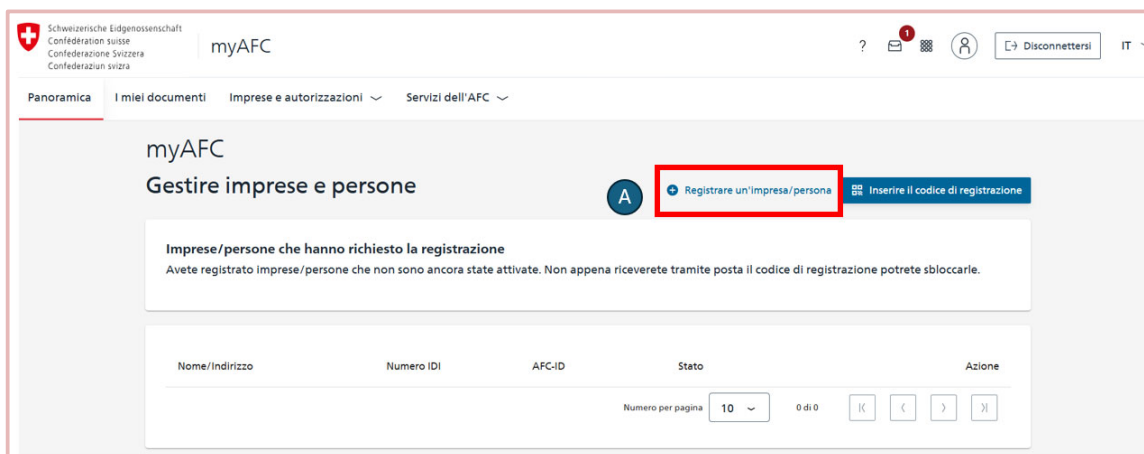 Schweizerische Eidgenossenschaft
Confédération suisse
Confederazione Svizzera
Confederaziun svizra
myAFC
?
1
Disconnettersi
IT
Panoramica
I miei documenti
Imprese e autorizzazioni
Servizi dell'AFC
myAFC
Gestire imprese e persone
A
Registrare un'impresa/persona
Inserire il codice di registrazione
Imprese/persone che hanno richiesto la registrazione
Avete registrato imprese/persone che non sono ancora state attivate. Non appena riceverete tramite posta il codice di registrazione potrete sbloccarle.
Nome/Indirizzo
Numero IDI
AFC-ID
Stato
Azione
Numero per pagina
10
0 di 0